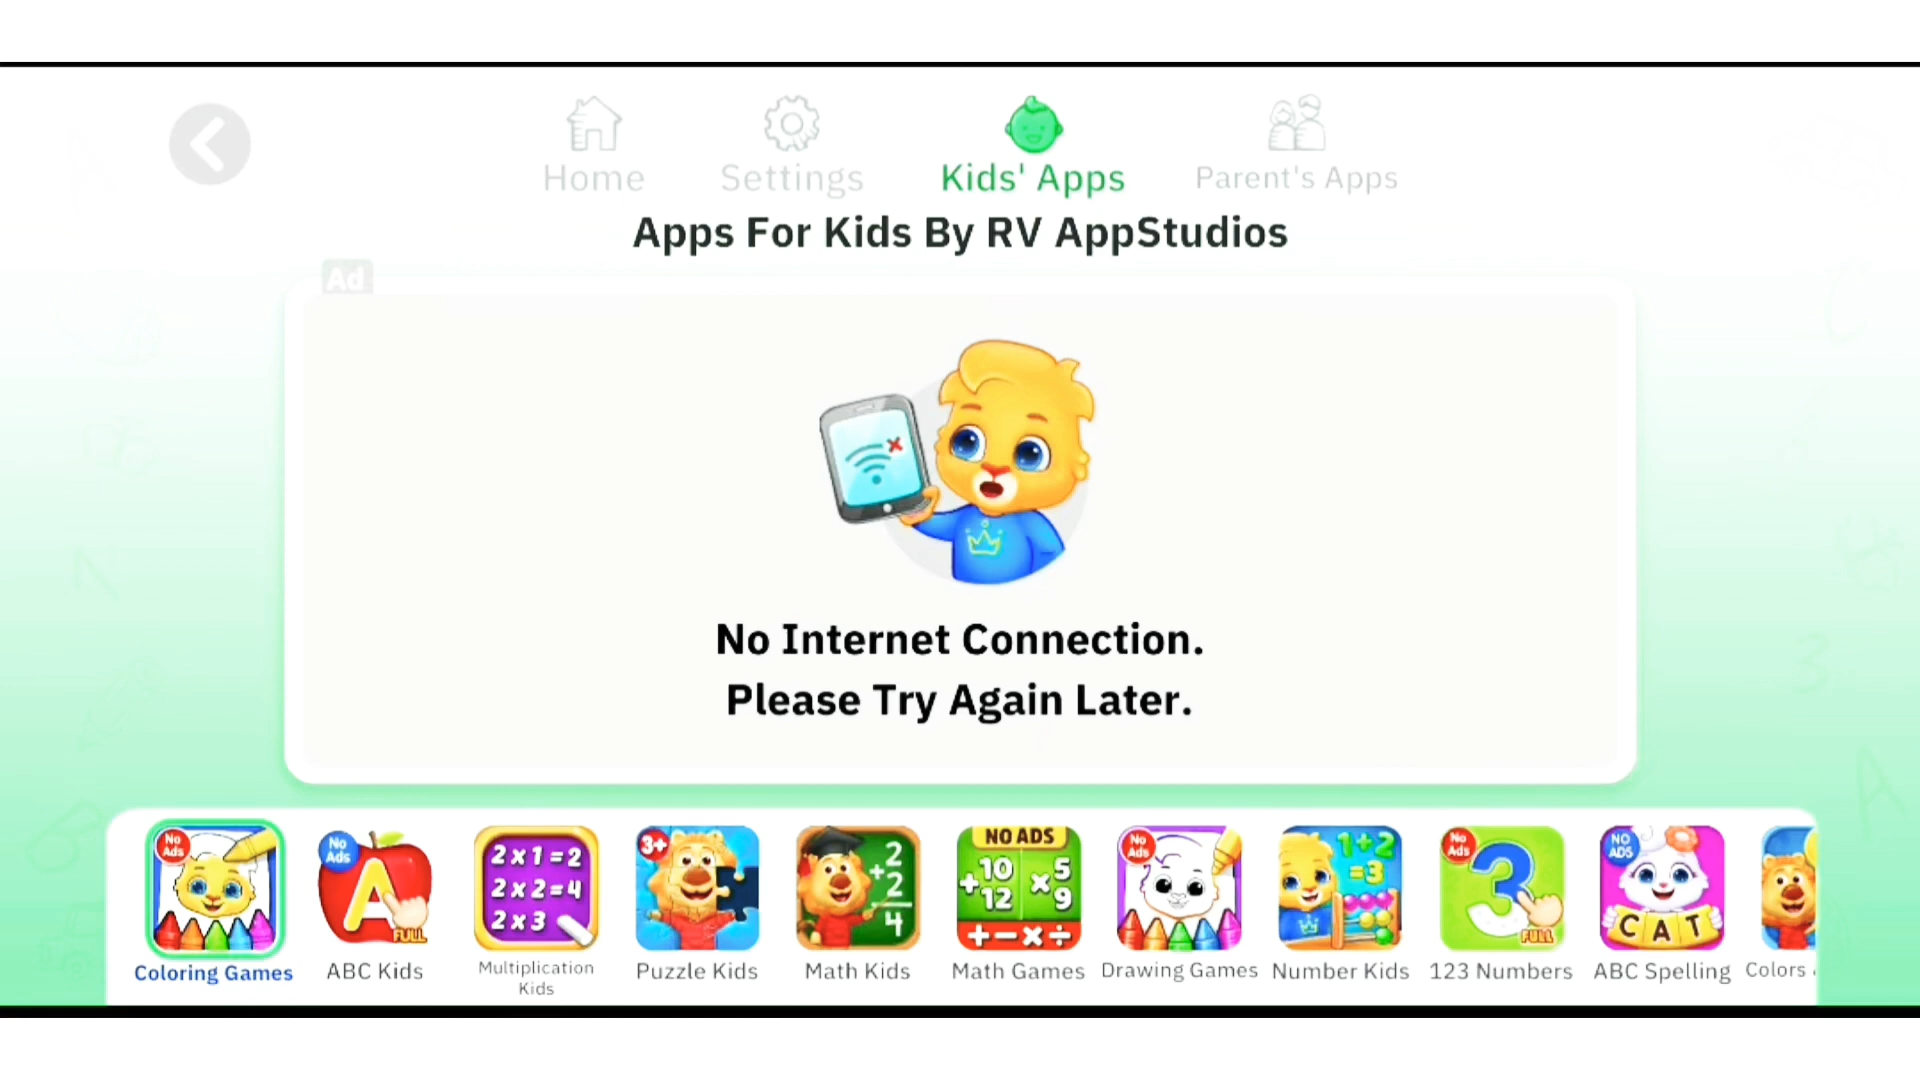 Home
Settings
Kids' Apps
Parent's Apps
Apps For Kids By RV AppStudios
Ad
No Internet Connection.
Please Try Again Later.
No
Ads
No
Ads
A
FULL
2x1=2
2x2=4
2x3
3+
2
+2
4
NO ADS
10
+12
5
×9
+−×÷
No
Ads
1+2
=3
No
Ads
3
FULL
NO
ADS
CAT
Coloring Games
ABC Kids
Multiplication
Kids
Puzzle Kids
Math Kids
Math Games
Drawing Games
Number Kids
123 Numbers
ABC Spelling
Colors